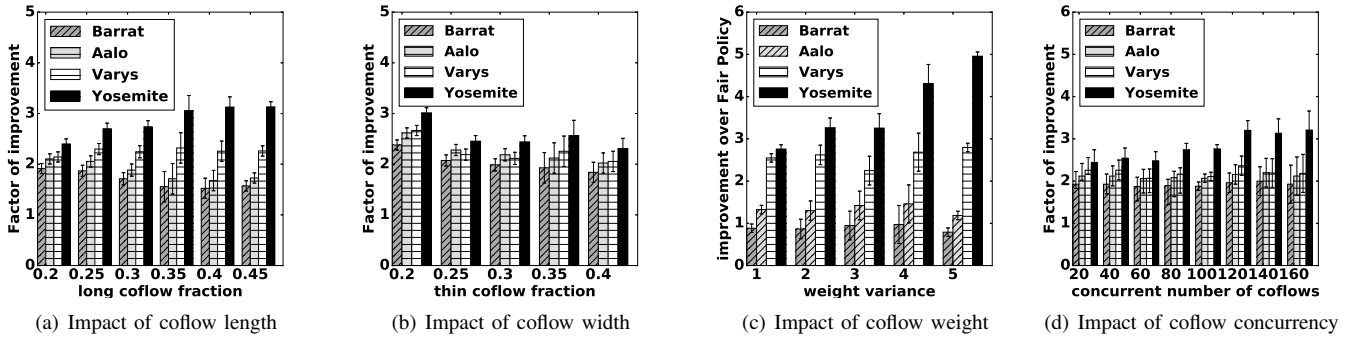 5
4
3
2
1
0
Factor of improvement
Barrat
Aalo
Varys
Yosemite
0.2 0.25 0.3 0.35 0.4 0.45
long coflow fraction
(a) Impact of coflow length
5
4
3
2
1
0
Factor of improvement
Barrat
Aalo
Varys
Yosemite
0.2 0.25 0.3 0.35 0.4
thin coflow fraction
(b) Impact of coflow width
6
5
4
3
2
1
0
improvement over Fair Policy
Barrat
Aalo
Varys
Yosemite
1 2 3 4 5
weight variance
(c) Impact of coflow weight
6
5
4
3
2
1
0
Factor of improvement
Barrat
Aalo
Varys
Yosemite
20 40 60 80 100 120 140 160
concurrent number of coflows
(d) Impact of coflow concurrency